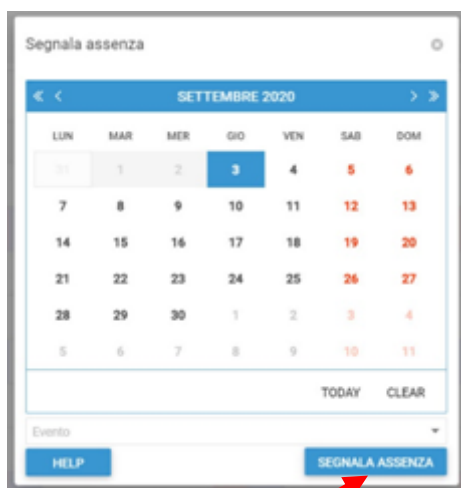 Segnala assenza
« < SETTEMBRE 2020 > »
LUN MAR MER GIO VEN SAB DOM
31 1 2 3 4 5 6
7 8 9 10 11 12 13
14 15 16 17 18 19 20
21 22 23 24 25 26 27
28 29 30 1 2 3 4
5 6 7 8 9 10 11
TODAY CLEAR
Evento
HELP SEGNALA ASSENZA